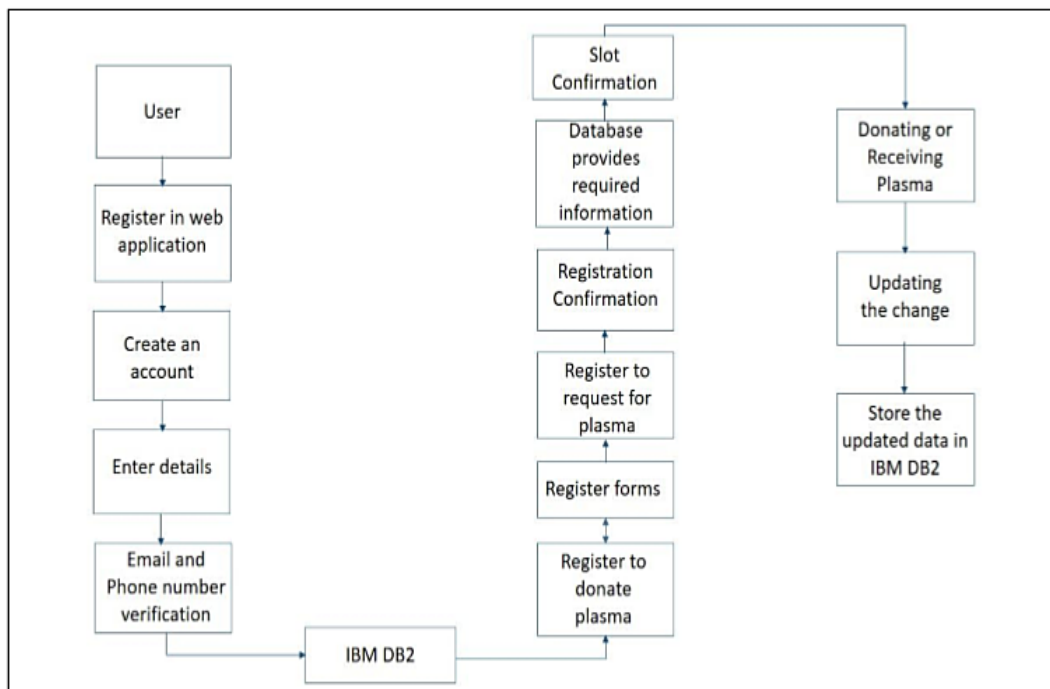 User
Register in web
application
Create an
account
Enter details
Email and
Phone number
verification
IBM DB2
Register to
donate
plasma
Register forms
Register to
request for
plasma
Registration
Confirmation
Database
provides
required
information
Slot
Confirmation
Donating or
Receiving
Plasma
Updating
the change
Store the
updated data in
IBM DB2